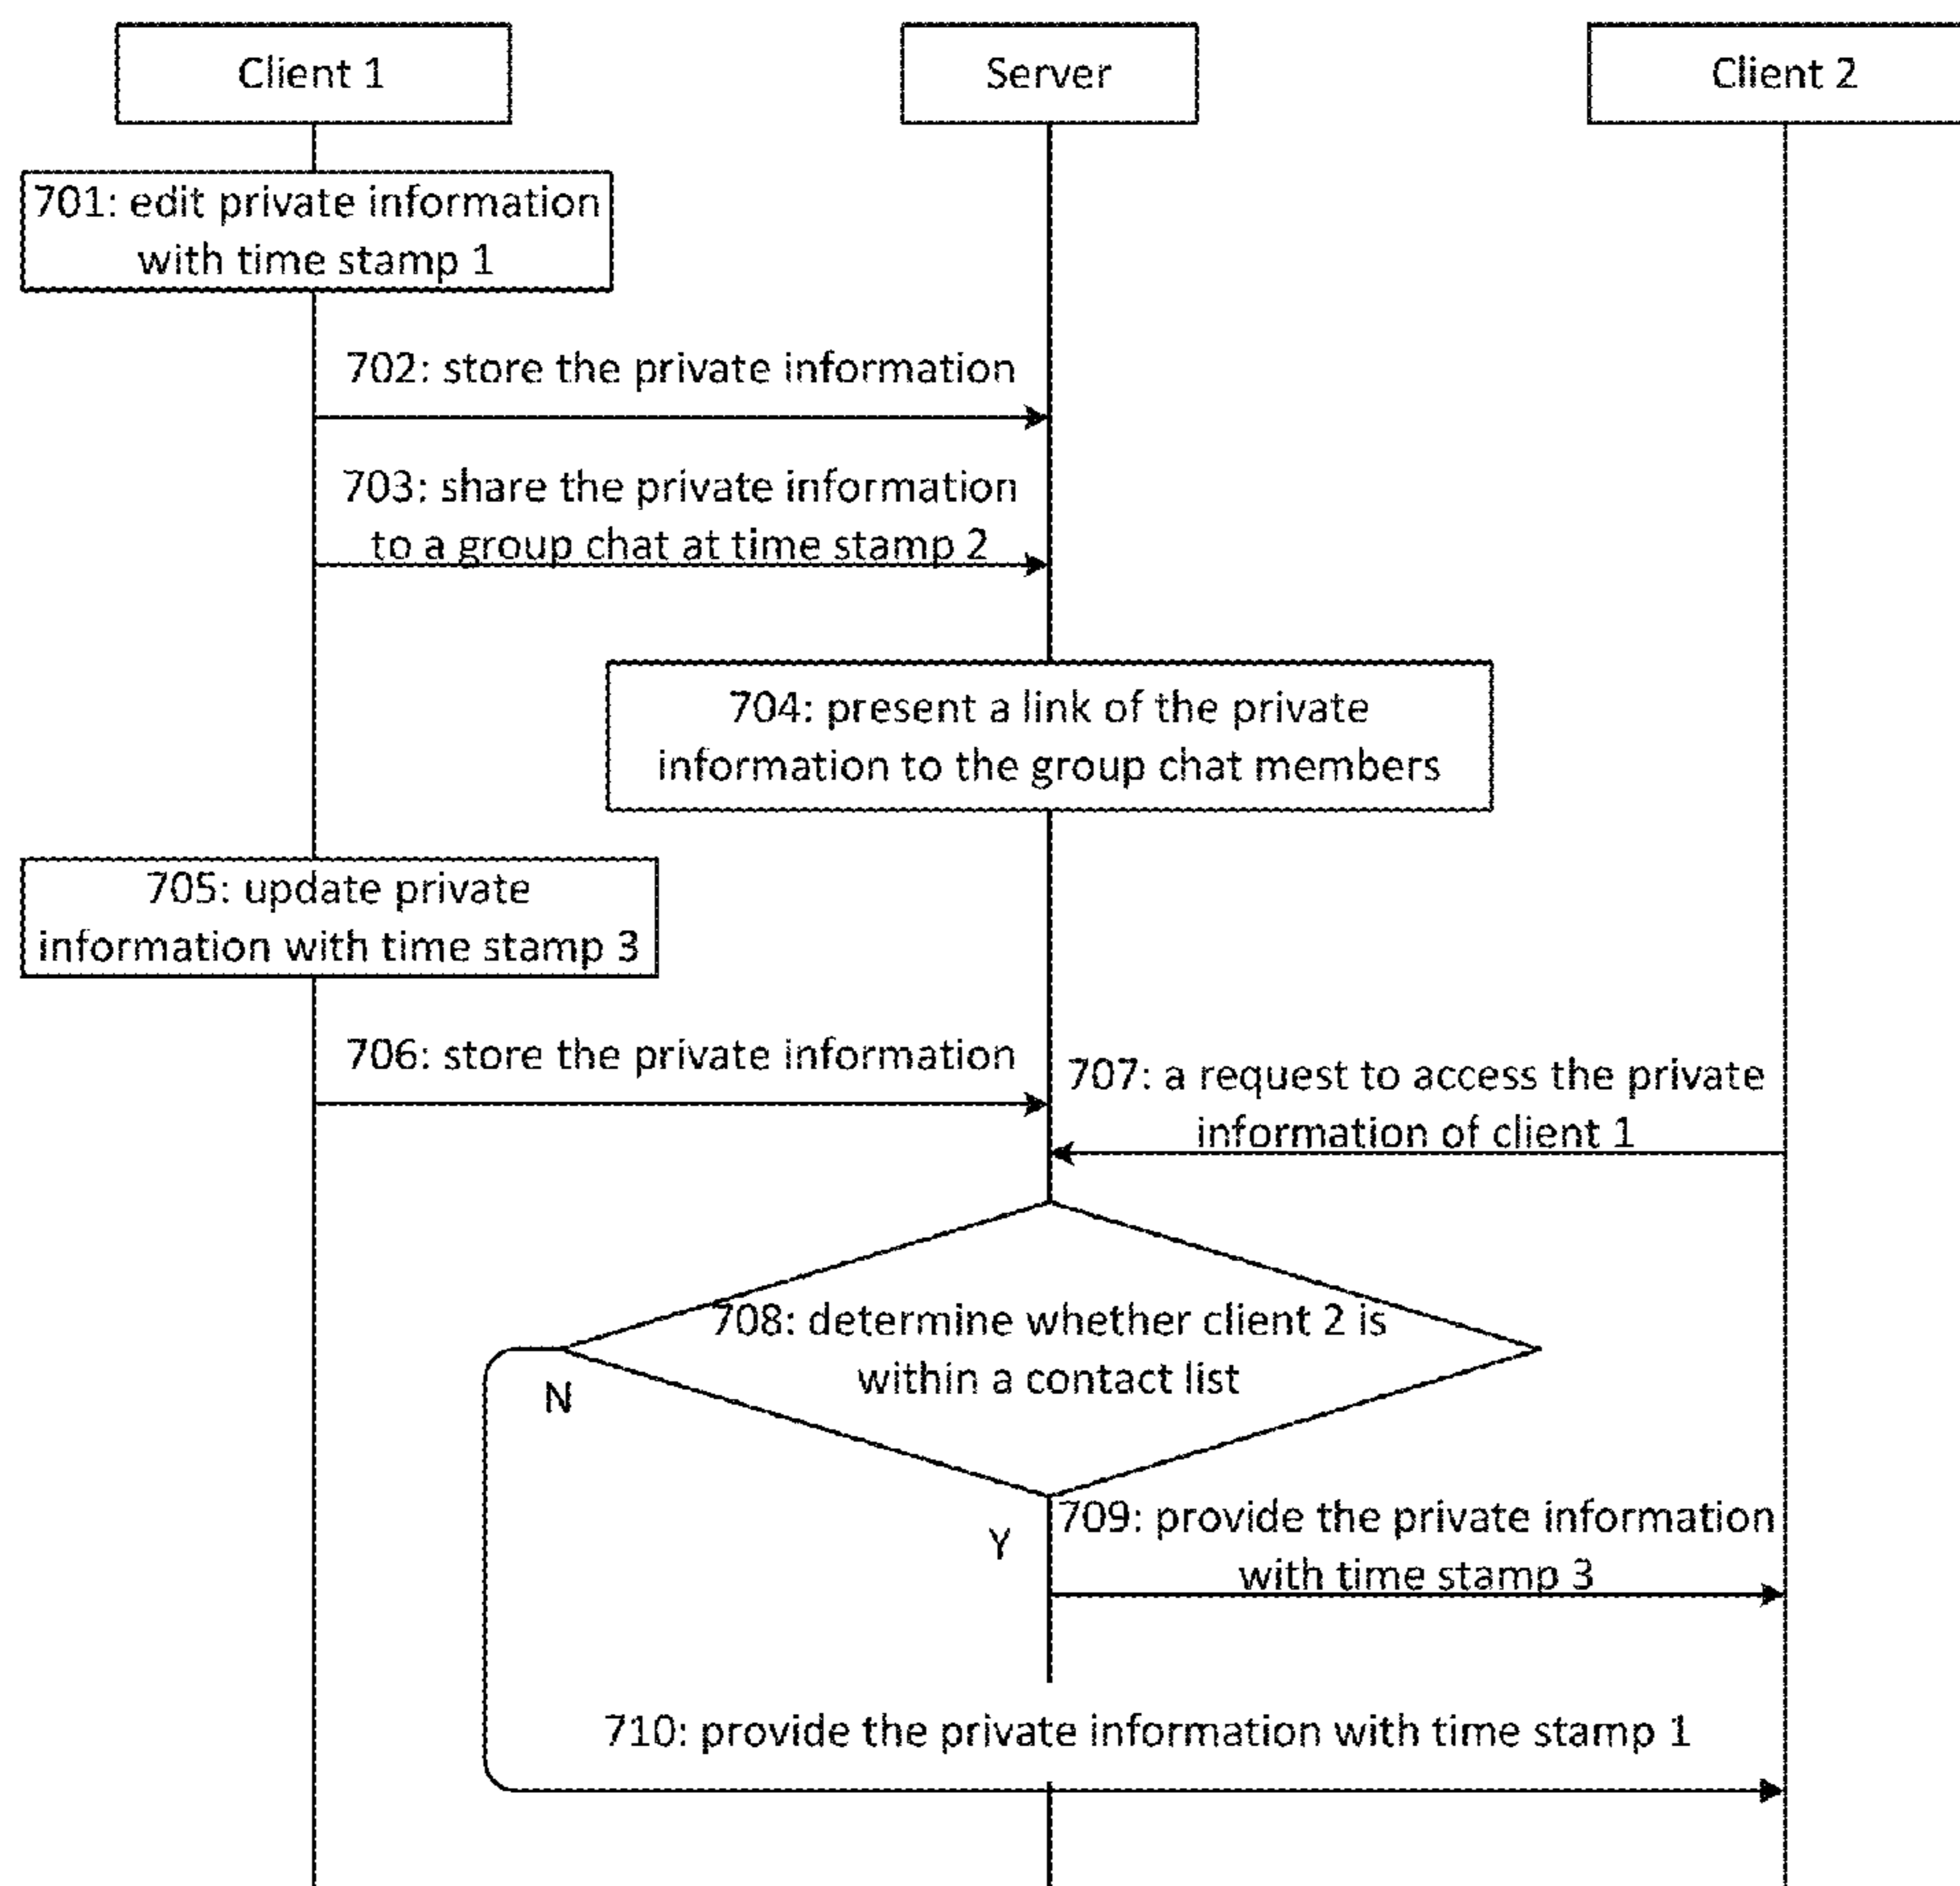 Client 1
Server
Client 2
701: edit private information
with time stamp 1
702: store the private information
703: share the private information
to a group chat at time stamp 2
704: present a link of the private
information to the group chat members
705: update private
information with time stamp 3
706: store the private information
707: a request to access the private
information of client 1
708: determine whether client 2 is
within a contact list
N
Y
709: provide the private information
with time stamp 3
710: provide the private information with time stamp 1